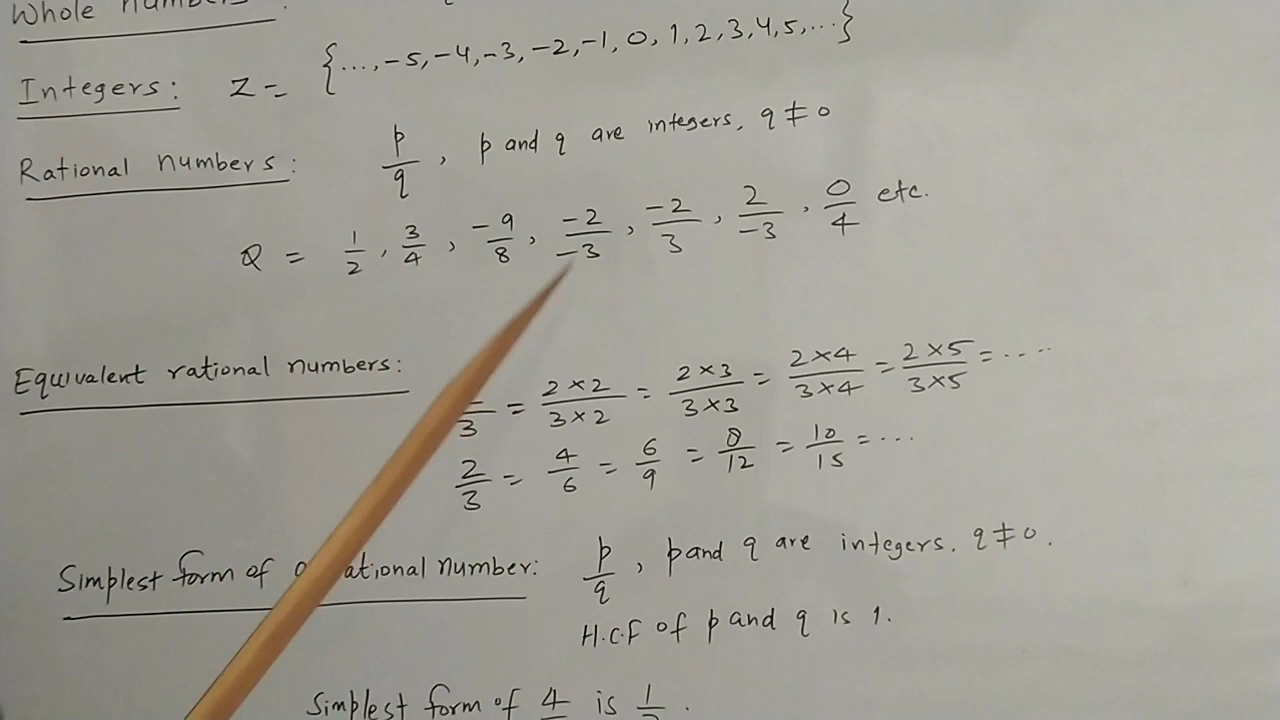 Whole numbers:
Integers: Z = {..., -5, -4, -3, -2, -1, 0, 1, 2, 3, 4, 5, ...}
Rational numbers: p/q, p and q are integers, q ≠ 0
Q = 1/2, 3/4, -9/8, -2/-3, -2/3, 2/-3, 0/4 etc.
Equivalent rational numbers: /3 = 2×2/3×2 = 2×3/3×3 = 2×4/3×4 = 2×5/3×5 = ....
2/3 = 4/6 = 6/9 = 8/12 = 10/15 = ...
Simplest form of rational number: p/q, p and q are integers. q ≠ 0.
H.C.F of p and q is 1.
Simplest form of 4/ is 1/ .